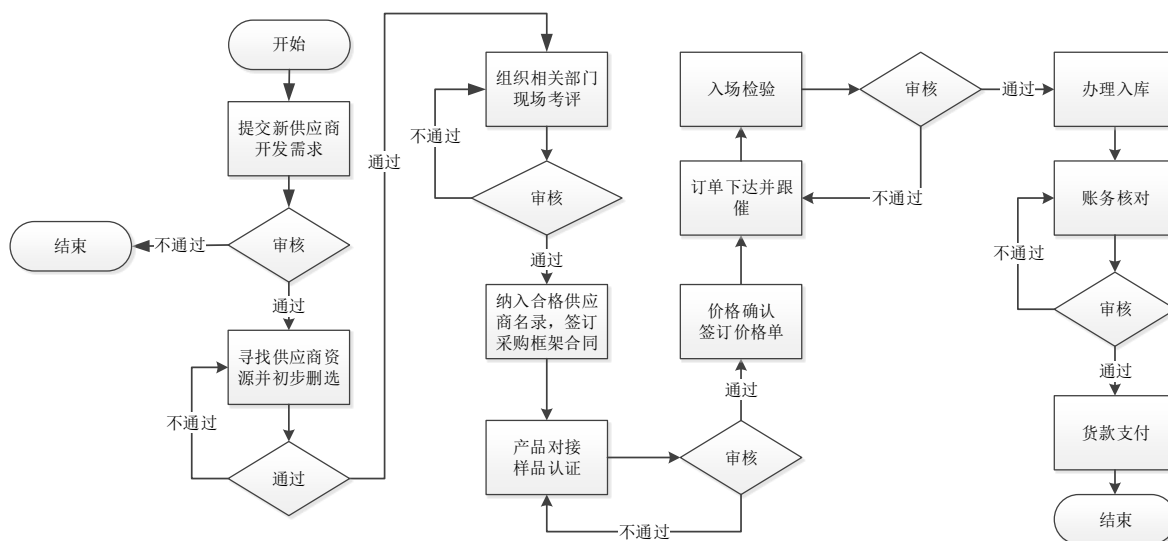 开始
提交新供应商
开发需求
审核
不通过
结束
通过
寻找供应商资
源并初步删选
不通过
通过
通过
组织相关部门
现场考评
不通过
审核
通过
纳入合格供应
商名录，签订
采购框架合同
产品对接
样品认证
审核
不通过
通过
价格确认
签订价格单
订单下达并跟
催
入场检验
审核
不通过
通过
办理入库
账务核对
不通过
审核
通过
货款支付
结束